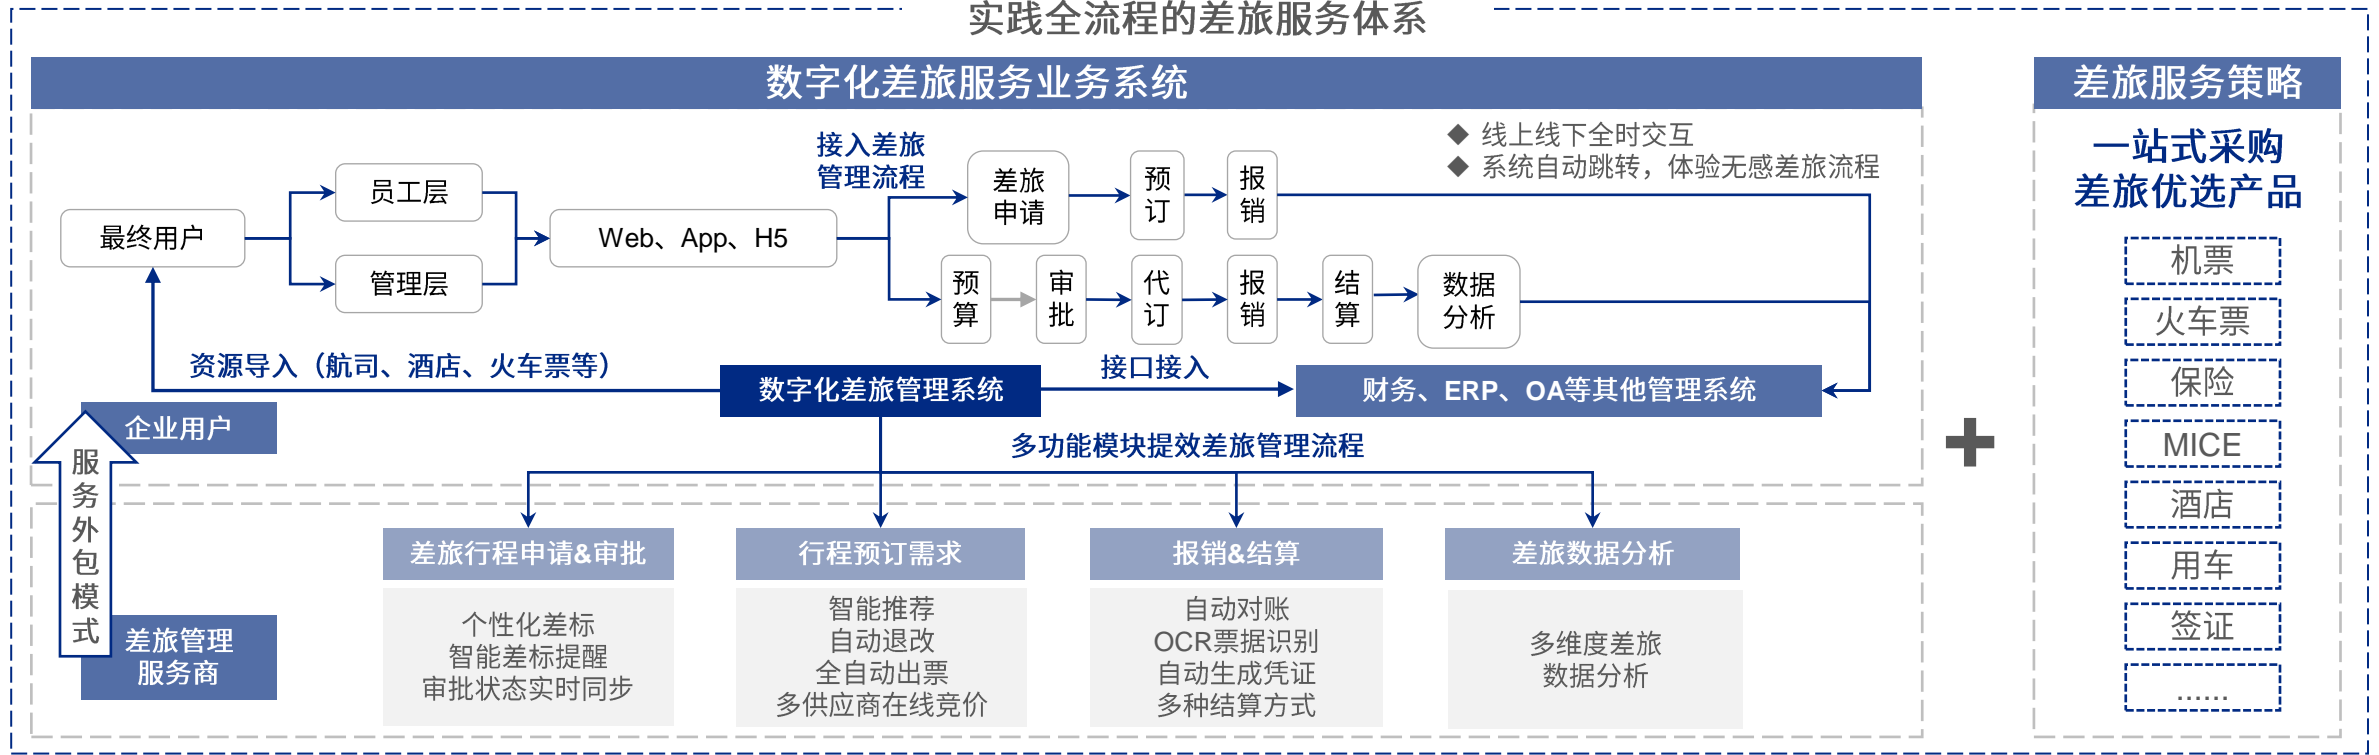 实践全流程的差旅服务体系
数字化差旅服务业务系统
接入差旅
管理流程
◆ 线上线下全时交互
◆ 系统自动跳转，体验无感差旅流程
最终用户
员工层
管理层
Web、App、H5
差旅
申请
预
订
报
销
预
算
审
批
代
订
报
销
结
算
数据
分析
资源导入（航司、酒店、火车票等）
数字化差旅管理系统
接口接入
财务、ERP、OA等其他管理系统
企业用户
服
务
外
包
模
式
差旅管理
服务商
多功能模块提效差旅管理流程
差旅行程申请&审批
个性化差标
智能差标提醒
审批状态实时同步
行程预订需求
智能推荐
自动退改
全自动出票
多供应商在线竞价
报销&结算
自动对账
OCR票据识别
自动生成凭证
多种结算方式
差旅数据分析
多维度差旅
数据分析
+
差旅服务策略
一站式采购
差旅优选产品
机票
火车票
保险
MICE
酒店
用车
签证
......